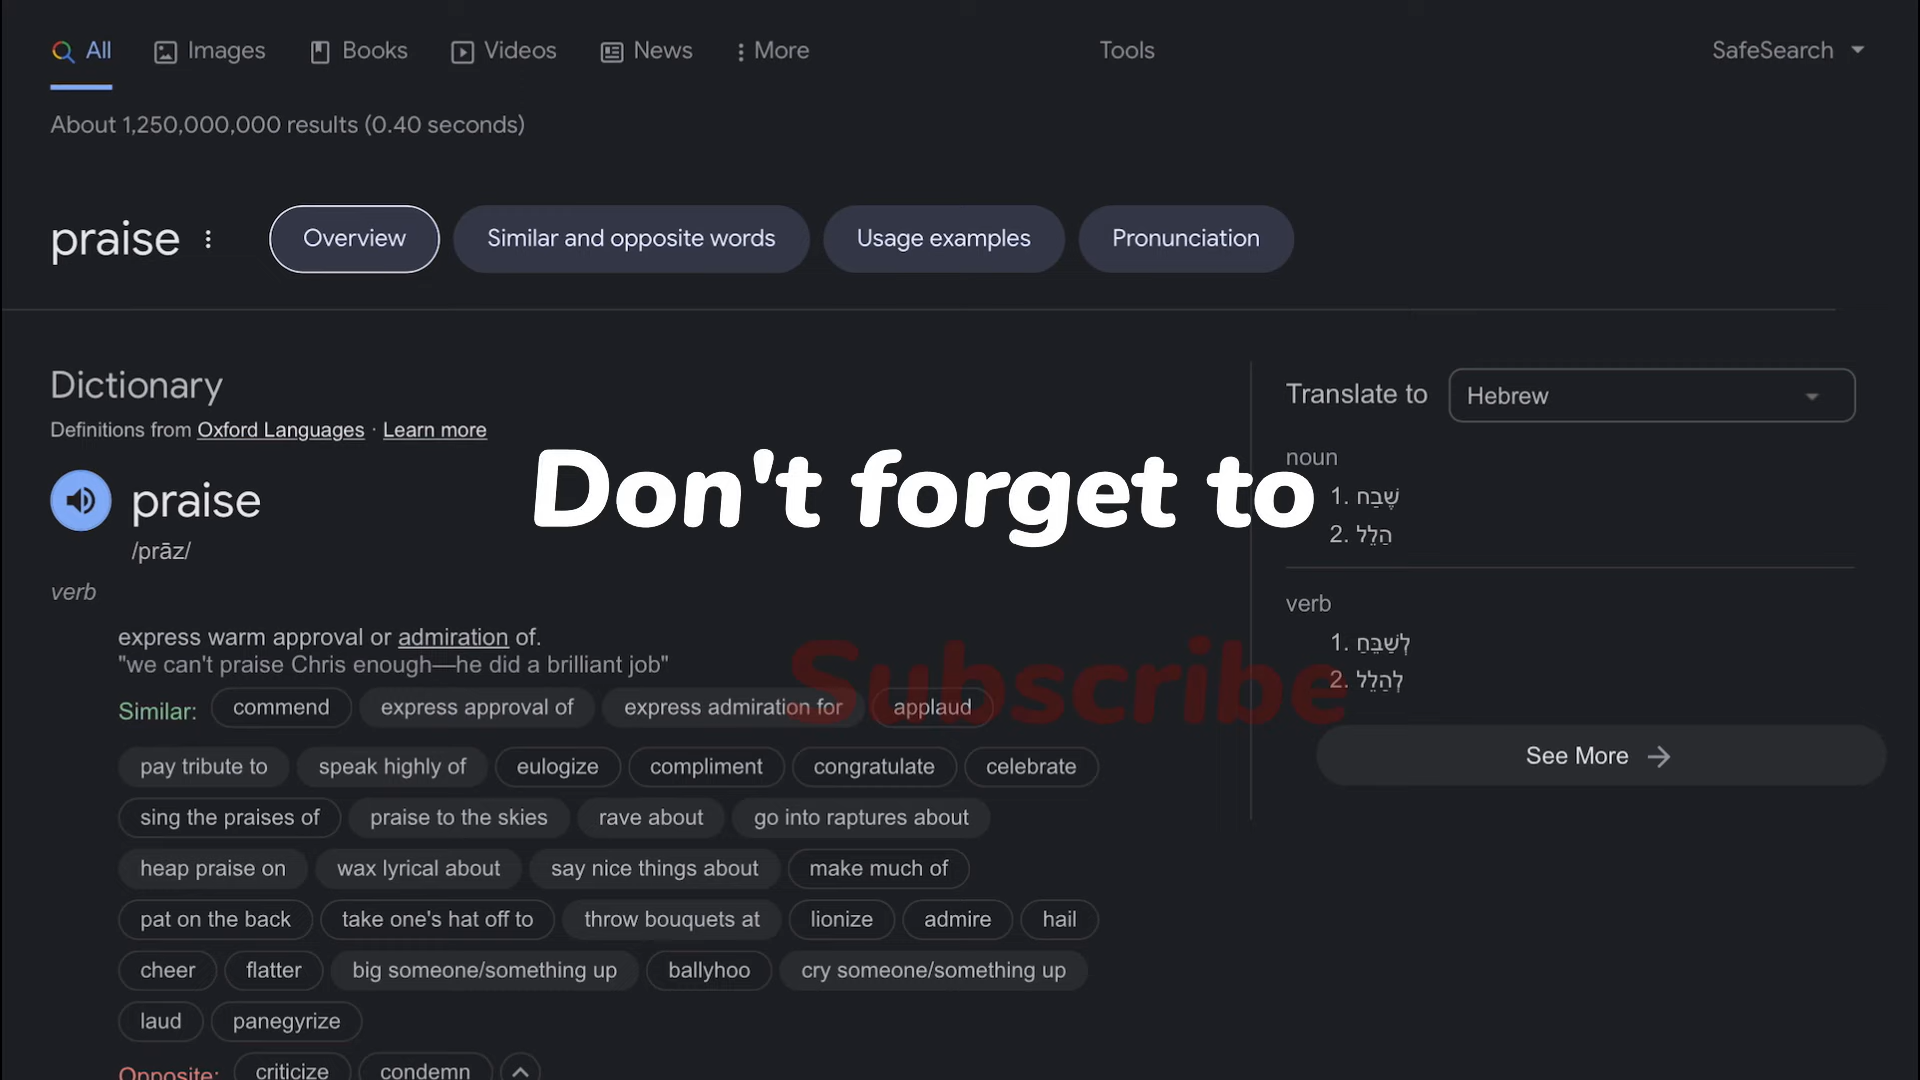 All Images Books Videos News More Tools SafeSearch
About 1,250,000,000 results (0.40 seconds)
praise Overview Similar and opposite words Usage examples Pronunciation
Dictionary
Definitions from Oxford Languages · Learn more
praise
/prāz/
verb
express warm approval or admiration of.
"we can't praise Chris enough—he did a brilliant job"
Similar: commend express approval of express admiration for applaud
pay tribute to speak highly of eulogize compliment congratulate celebrate
sing the praises of praise to the skies rave about go into raptures about
heap praise on wax lyrical about say nice things about make much of
pat on the back take one's hat off to throw bouquets at lionize admire hail
cheer flatter big someone/something up ballyhoo cry someone/something up
laud panegyrize
Opposite: criticize condemn
Translate to Hebrew
noun
1. שֶׁבַח
2. הַלֵל
verb
1. לְשַׁבֵּחַ
2. לְהַלֵל
See More
Don't forget to
Subscribe